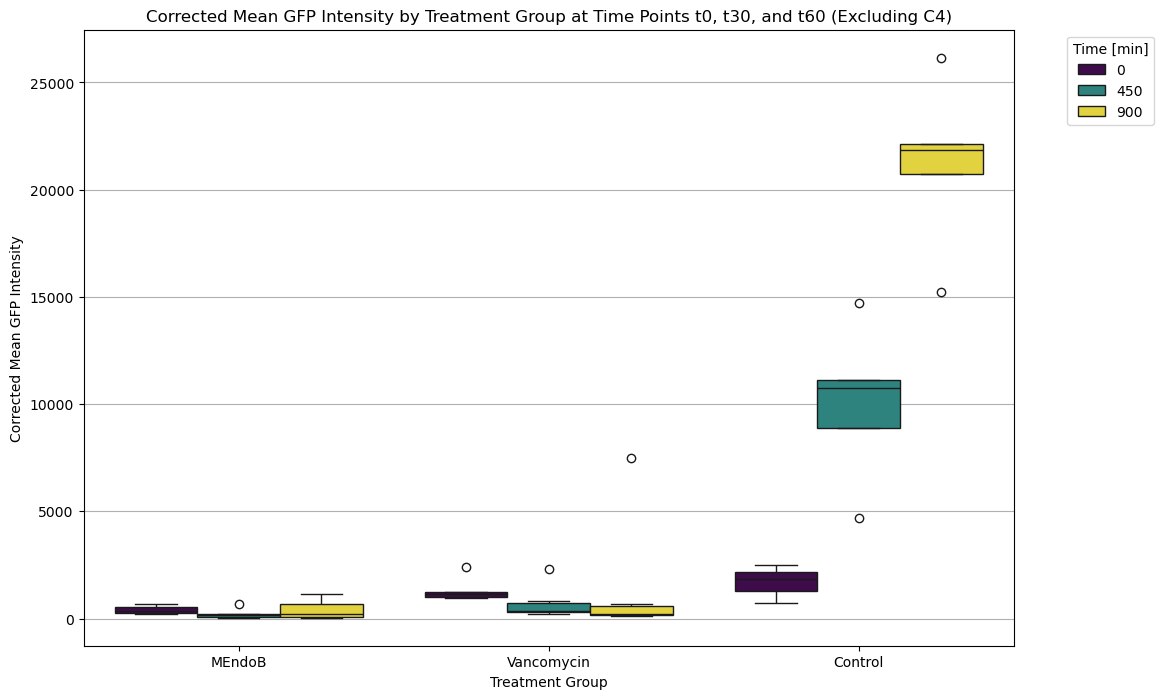 Corrected Mean GFP Intensity by Treatment Group at Time Points t0, t30, and t60 (Excluding C4)
Time [min]
0
450
900
Corrected Mean GFP Intensity
25000
20000
15000
10000
5000
0
MEndoB
Vancomycin
Control
Treatment Group